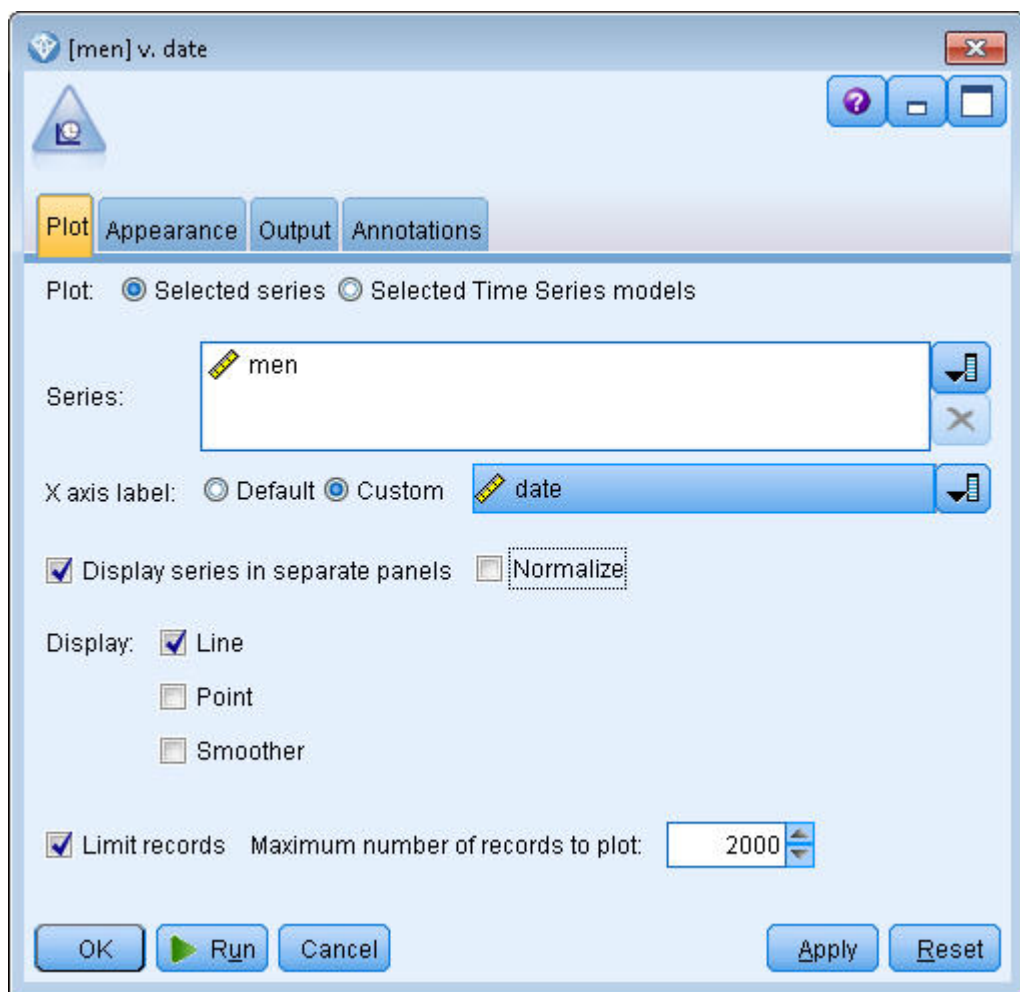 [men] v. date
Plot Appearance Output Annotations
Plot: Selected series Selected Time Series models
Series: men
X axis label: Default Custom date
Display series in separate panels Normalize
Display: Line
Point
Smoother
Limit records Maximum number of records to plot: 2000
OK Run Cancel Apply Reset